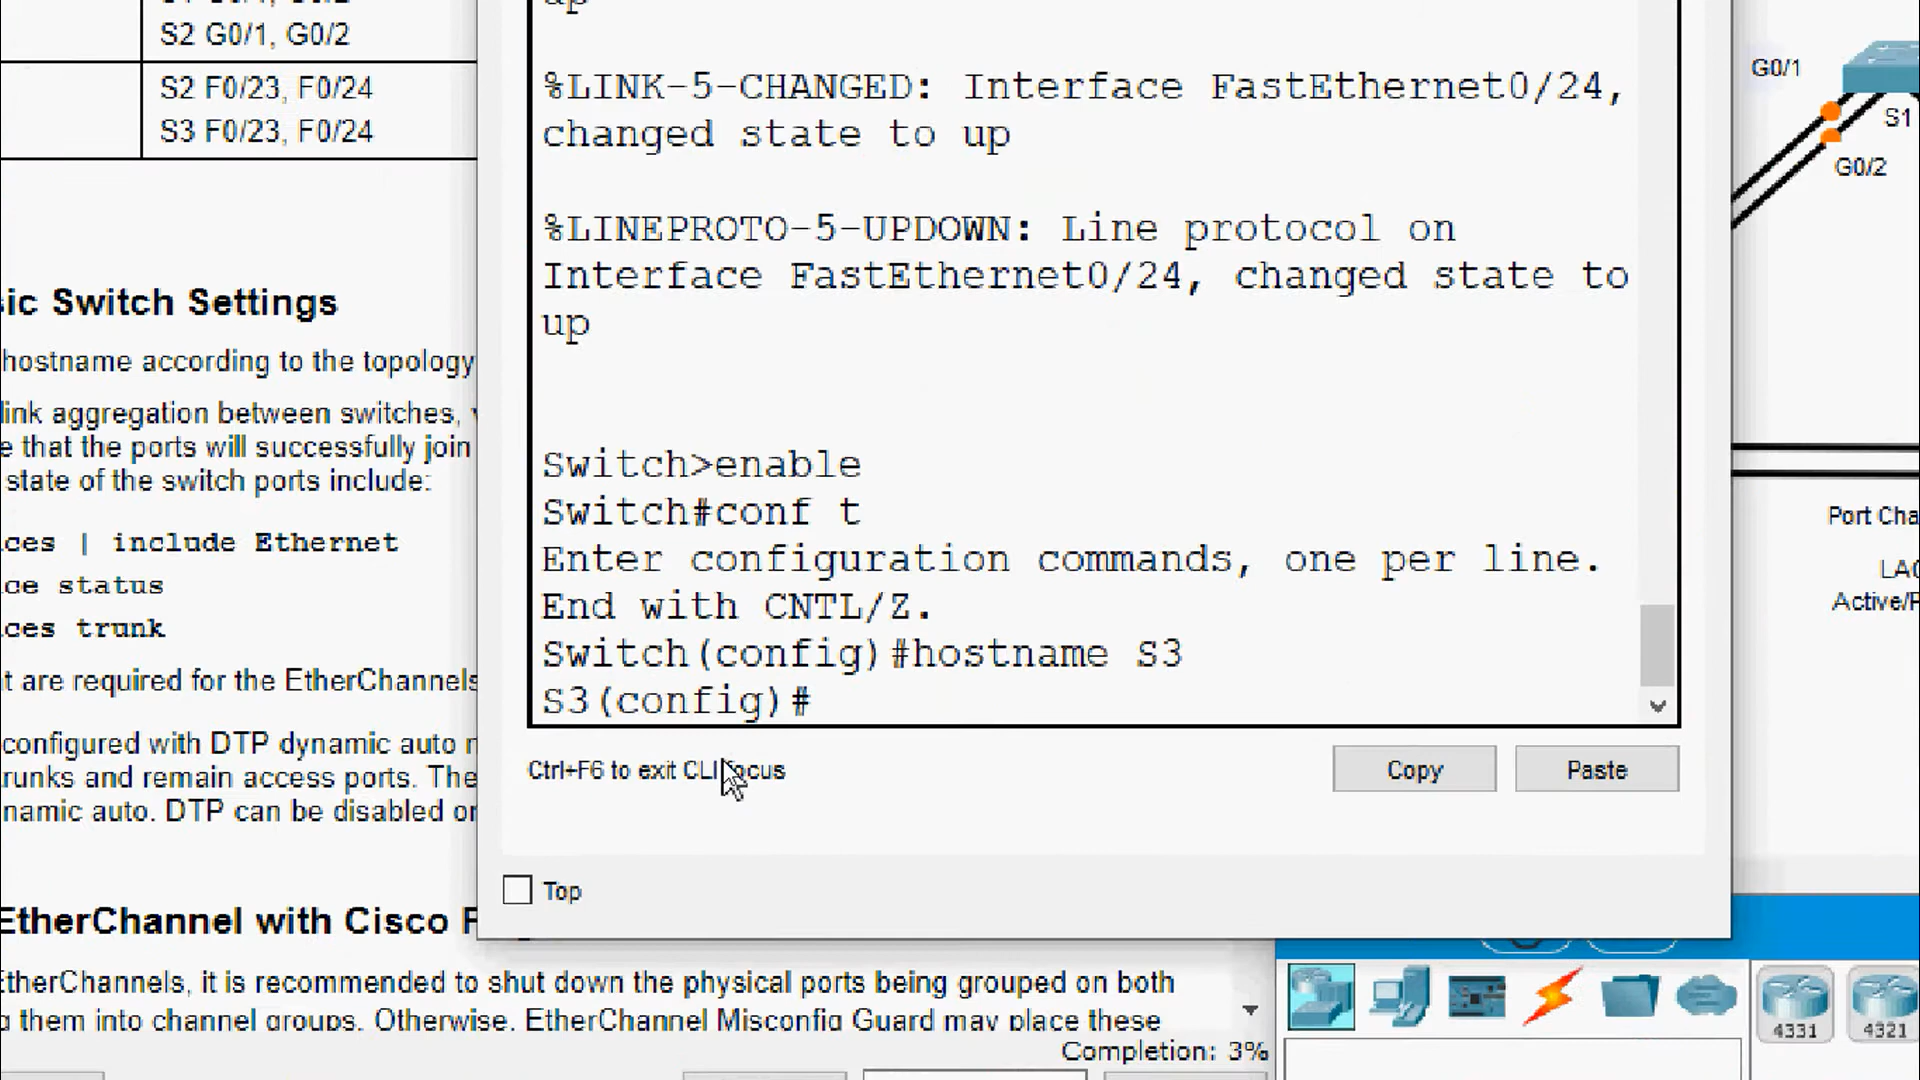 S2 G0/1, G0/2
S2 F0/23, F0/24
S3 F0/23, F0/24
ic Switch Settings
hostname according to the topology
link aggregation between switches,
e that the ports will successfully join
state of the switch ports include:
ces | include Ethernet
ce status
ces trunk
t are required for the EtherChannels
configured with DTP dynamic auto
runks and remain access ports. The
namic auto. DTP can be disabled or
EtherChannel with Cisco
EtherChannels, it is recommended to shut down the physical ports being grouped on both
g them into channel groups. Otherwise, EtherChannel Misconfig Guard may place these
Completion: 3%
up
%LINK-5-CHANGED: Interface FastEthernet0/24,
changed state to up
%LINEPROTO-5-UPDOWN: Line protocol on
Interface FastEthernet0/24, changed state to
up
Switch>enable
Switch#conf t
Enter configuration commands, one per line.
End with CNTL/Z.
Switch(config)#hostname S3
S3(config)#
Ctrl+F6 to exit CLI focus
Copy
Paste
Top
G0/1
S1
G0/2
Port Cha
LAC
Active/P
4331
4321